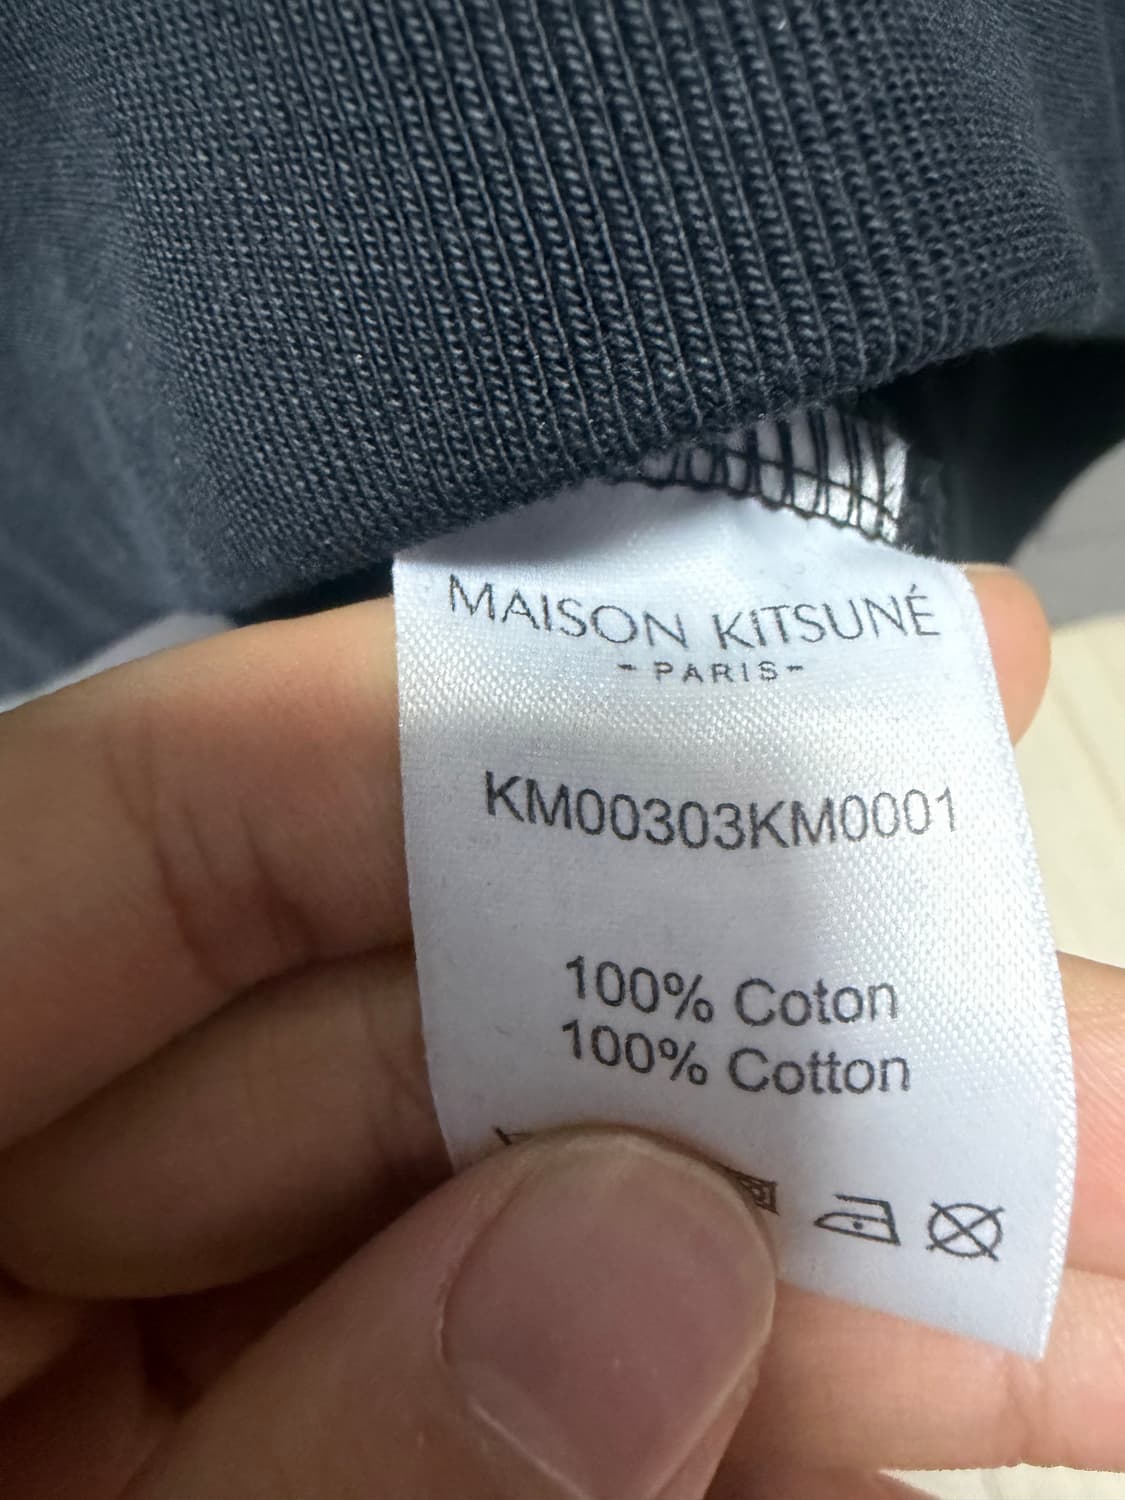 MAISON KITSUNÉ
- PARIS -
KM00303KM0001
100% Coton
100% Cotton